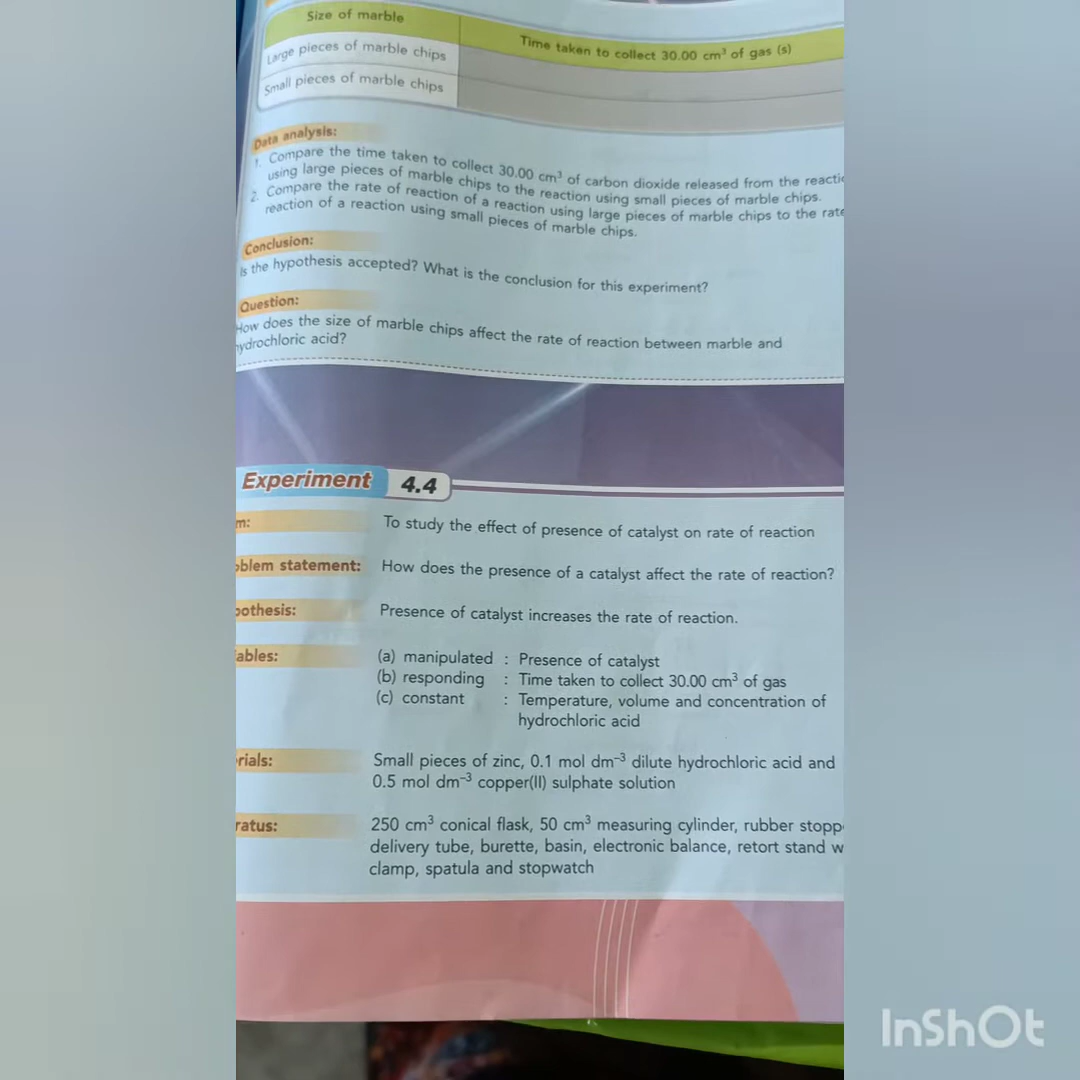 Size of marble
Time taken to collect 30.00 cm³ of gas (s)
Large pieces of marble chips
Small pieces of marble chips
Data analysis:
1. Compare the time taken to collect 30.00 cm³ of carbon dioxide released from the
using large pieces of marble chips to the reaction using small pieces of marble chips.
2. Compare the rate of reaction of a reaction using large pieces of marble chips to the
reaction of a reaction using small pieces of marble chips.
Conclusion:
Is the hypothesis accepted? What is the conclusion for this experiment?
Question:
How does the size of marble chips affect the rate of reaction between marble and
ydrochloric acid?
Experiment 4.4
m: To study the effect of presence of catalyst on rate of reaction
oblem statement: How does the presence of a catalyst affect the rate of reaction?
pothesis: Presence of catalyst increases the rate of reaction.
ables: (a) manipulated : Presence of catalyst
(b) responding : Time taken to collect 30.00 cm³ of gas
(c) constant : Temperature, volume and concentration of
hydrochloric acid
rials: Small pieces of zinc, 0.1 mol dm⁻³ dilute hydrochloric acid and
0.5 mol dm⁻³ copper(II) sulphate solution
ratus: 250 cm³ conical flask, 50 cm³ measuring cylinder, rubber stopp
delivery tube, burette, basin, electronic balance, retort stand w
clamp, spatula and stopwatch
InShOt